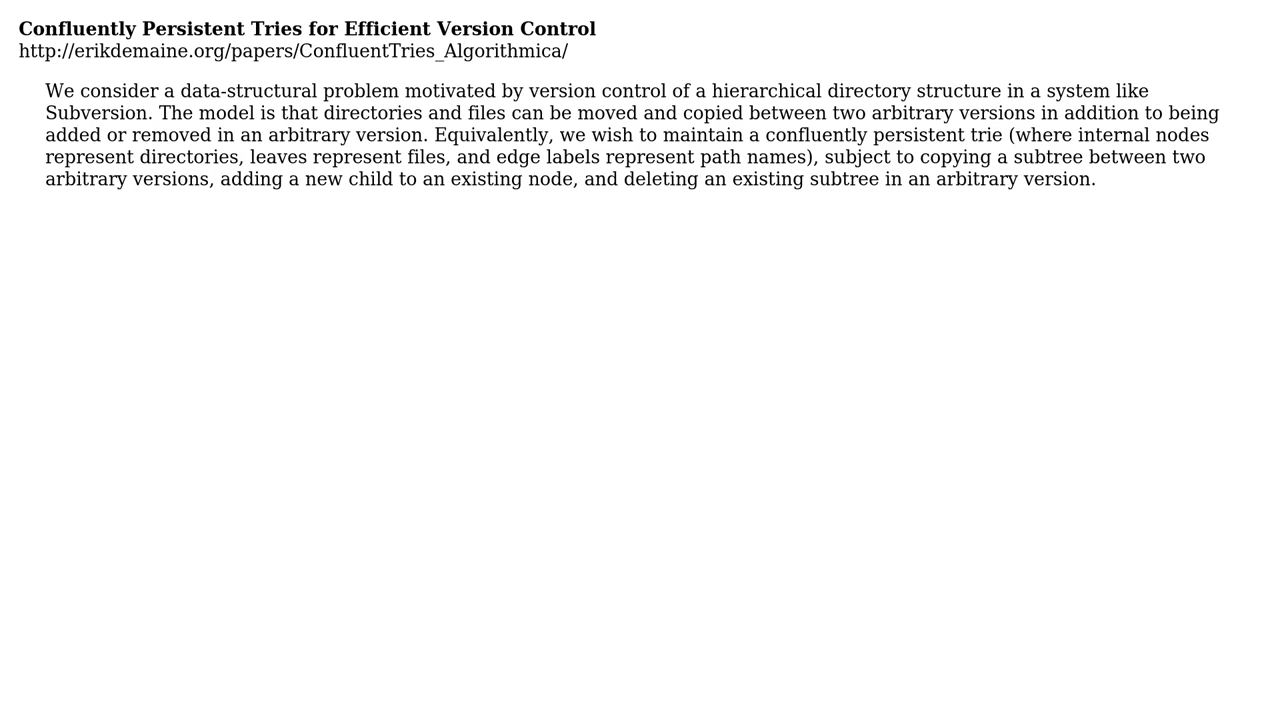 Confluently Persistent Tries for Efficient Version Control
http://erikdemaine.org/papers/ConfluentTries_Algorithmica/
We consider a data-structural problem motivated by version control of a hierarchical directory structure in a system like
Subversion. The model is that directories and files can be moved and copied between two arbitrary versions in addition to being
added or removed in an arbitrary version. Equivalently, we wish to maintain a confluently persistent trie (where internal nodes
represent directories, leaves represent files, and edge labels represent path names), subject to copying a subtree between two
arbitrary versions, adding a new child to an existing node, and deleting an existing subtree in an arbitrary version.